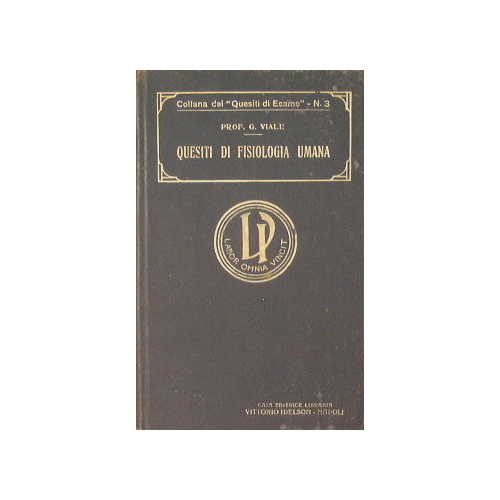 Collana dei "Quesiti di Esame" - N. 3
PROF. G. VIALE
QUESITI DI FISIOLOGIA UMANA
LABOR OMNIA VINCIT
CASA EDITRICE LIBRARIA
VITTORIO IDELSON - NAPOLI